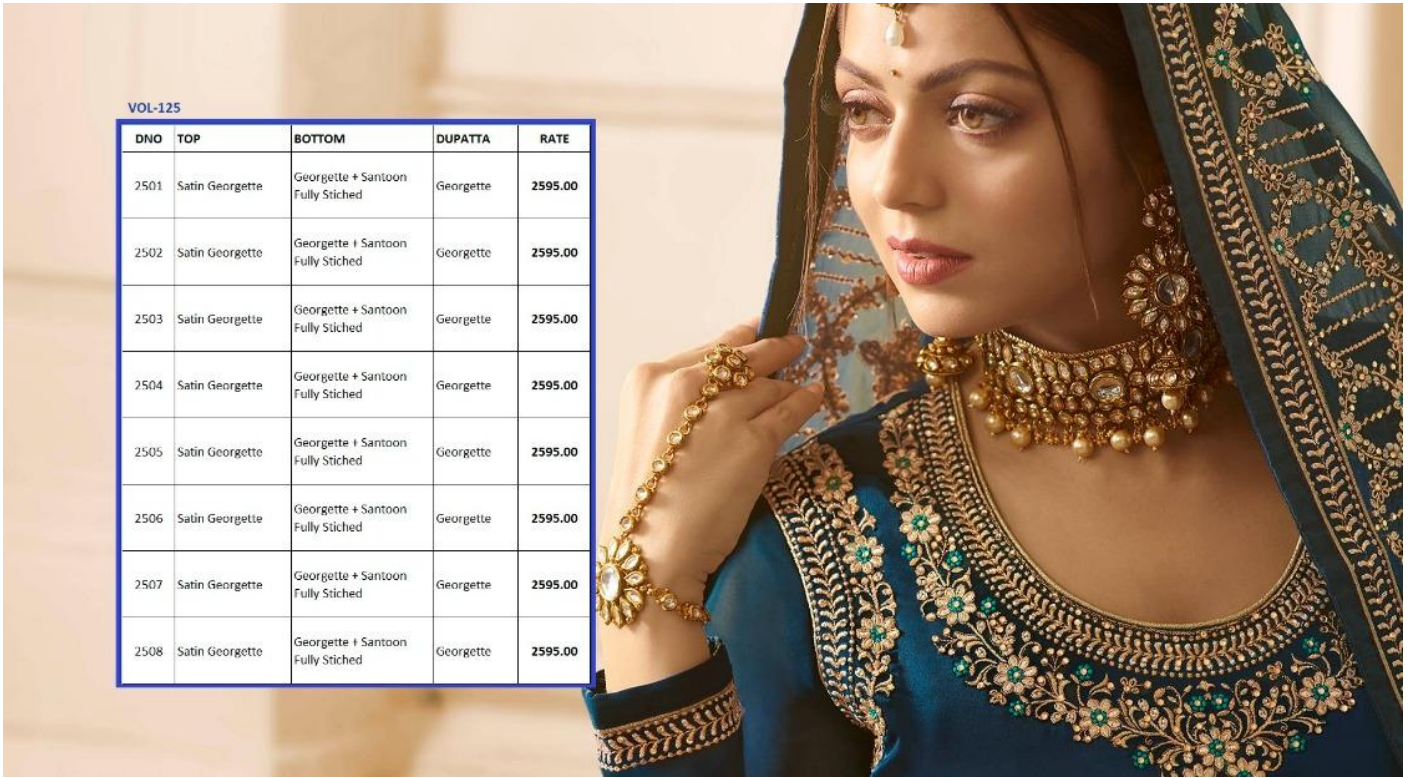 VOL-125
DNO TOP BOTTOM DUPATTA RATE
2501 Satin Georgette Georgette + Santoon Fully Stiched Georgette 2595.00
2502 Satin Georgette Georgette + Santoon Fully Stiched Georgette 2595.00
2503 Satin Georgette Georgette + Santoon Fully Stiched Georgette 2595.00
2504 Satin Georgette Georgette + Santoon Fully Stiched Georgette 2595.00
2505 Satin Georgette Georgette + Santoon Fully Stiched Georgette 2595.00
2506 Satin Georgette Georgette + Santoon Fully Stiched Georgette 2595.00
2507 Satin Georgette Georgette + Santoon Fully Stiched Georgette 2595.00
2508 Satin Georgette Georgette + Santoon Fully Stiched Georgette 2595.00